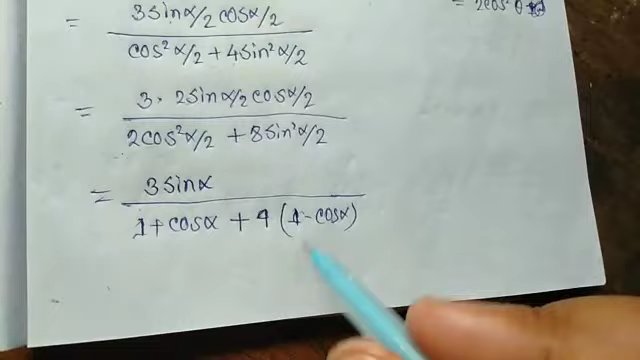 = 2cos²θ
= 3sinα/2 cosα/2 / cos²α/2 + 4sin²α/2
= 3. 2sinα/2 cosα/2 / 2cos²α/2 + 8sin²α/2
= 3sinα / 1+cosα + 4(1-cosα)